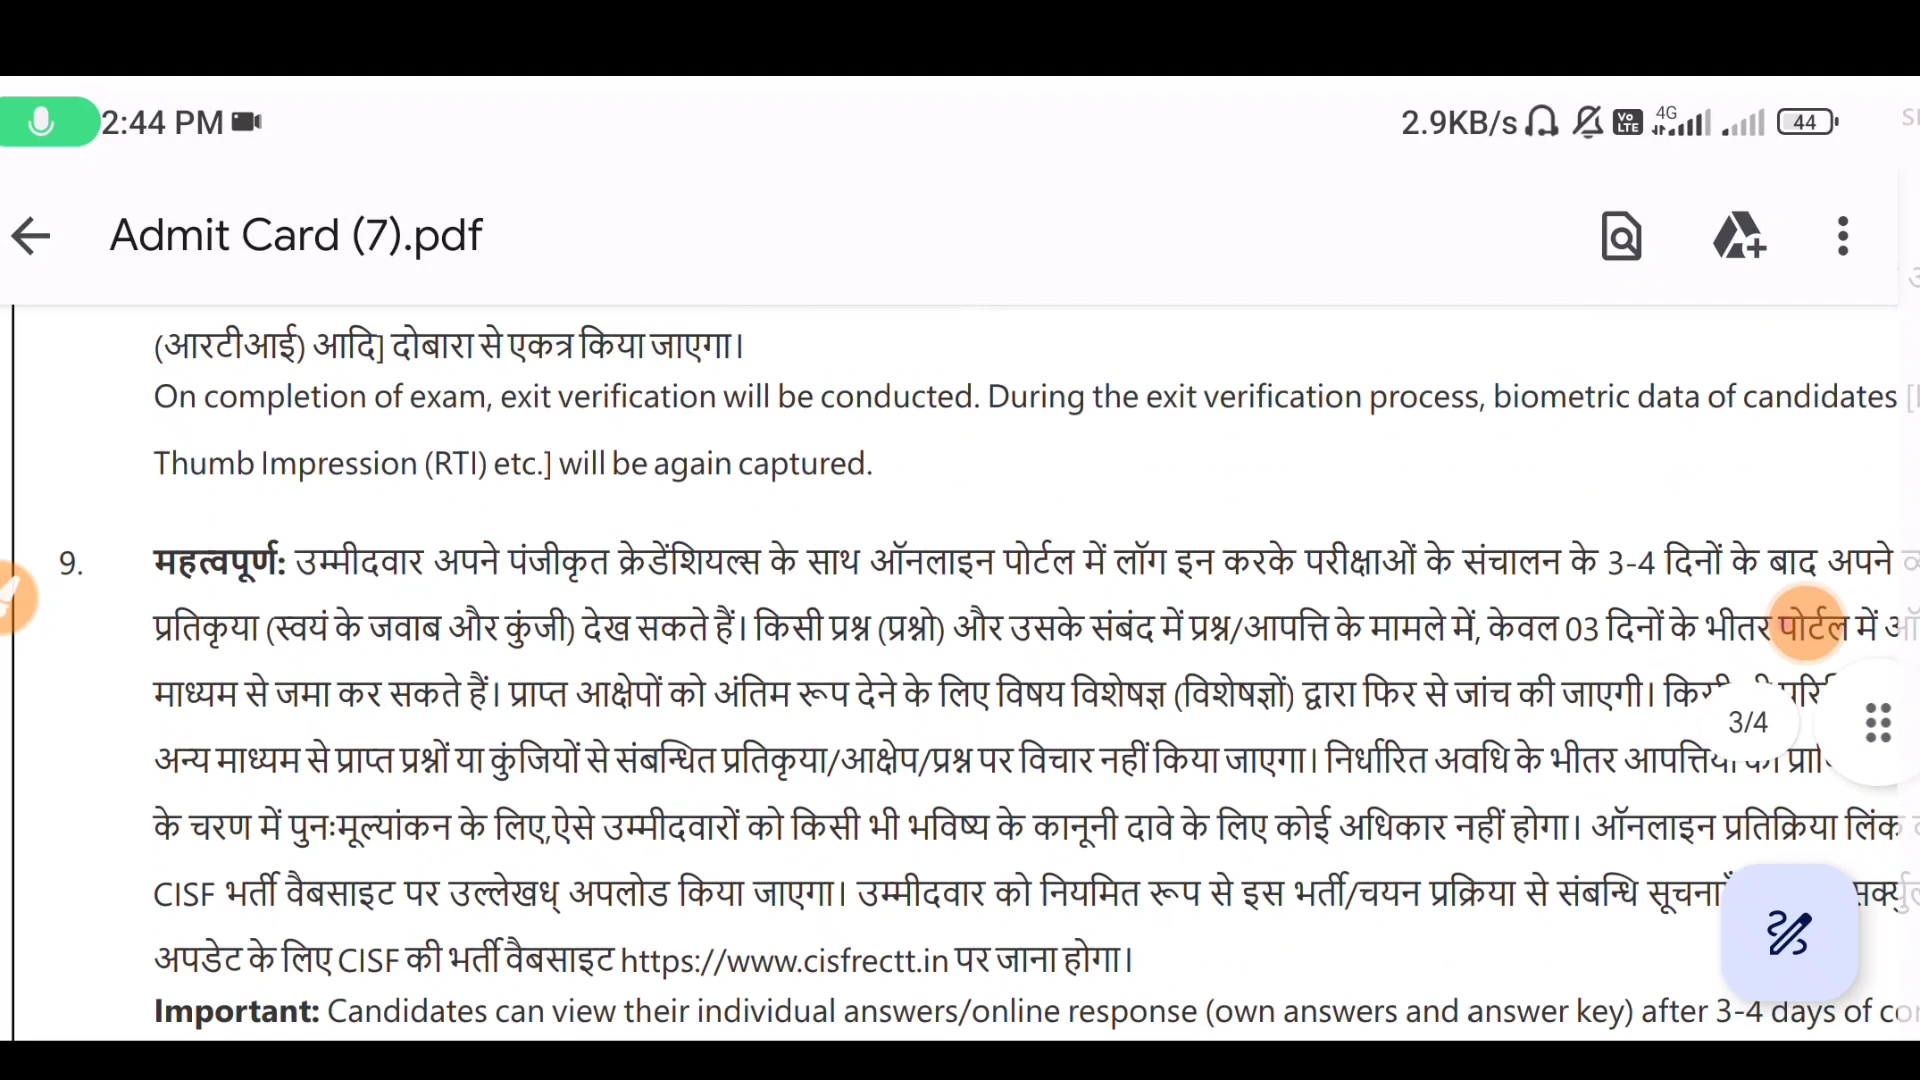 2:44 PM
2.9KB/s
Vo LTE
4G
44
Admit Card (7).pdf
(आरटीआई) आदि] दोबारा से एकत्र किया जाएगा।
On completion of exam, exit verification will be conducted. During the exit verification process, biometric data of candidates
Thumb Impression (RTI) etc.] will be again captured.
9. महत्वपूर्ण: उम्मीदवार अपने पंजीकृत क्रेडेंशियल्स के साथ ऑनलाइन पोर्टल में लॉग इन करके परीक्षाओं के संचालन के 3-4 दिनों के बाद अपने
प्रतिकृया (स्वयं के जवाब और कुंजी) देख सकते हैं। किसी प्रश्न (प्रश्नो) और उसके संबंद में प्रश्न/आपत्ति के मामले में, केवल 03 दिनों के भीतर पोर्टल में
माध्यम से जमा कर सकते हैं। प्राप्त आक्षेपों को अंतिम रूप देने के लिए विषय विशेषज्ञ (विशेषज्ञों) द्वारा फिर से जांच की जाएगी।
3/4
अन्य माध्यम से प्राप्त प्रश्नों या कुंजियों से संबन्धित प्रतिकृया/आक्षेप/प्रश्न पर विचार नहीं किया जाएगा। निर्धारित अवधि के भीतर
के चरण में पुनःमूल्यांकन के लिए,ऐसे उम्मीदवारों को किसी भी भविष्य के कानूनी दावे के लिए कोई अधिकार नहीं होगा। ऑनलाइन प्रतिक्रिया लिंक
CISF भर्ती वैबसाइट पर उल्लेखध् अपलोड किया जाएगा। उम्मीदवार को नियमित रूप से इस भर्ती/चयन प्रक्रिया से संबन्धि
अपडेट के लिए CISF की भर्ती वैबसाइट https://www.cisfrectt.in पर जाना होगा।
Important: Candidates can view their individual answers/online response (own answers and answer key) after 3-4 days of